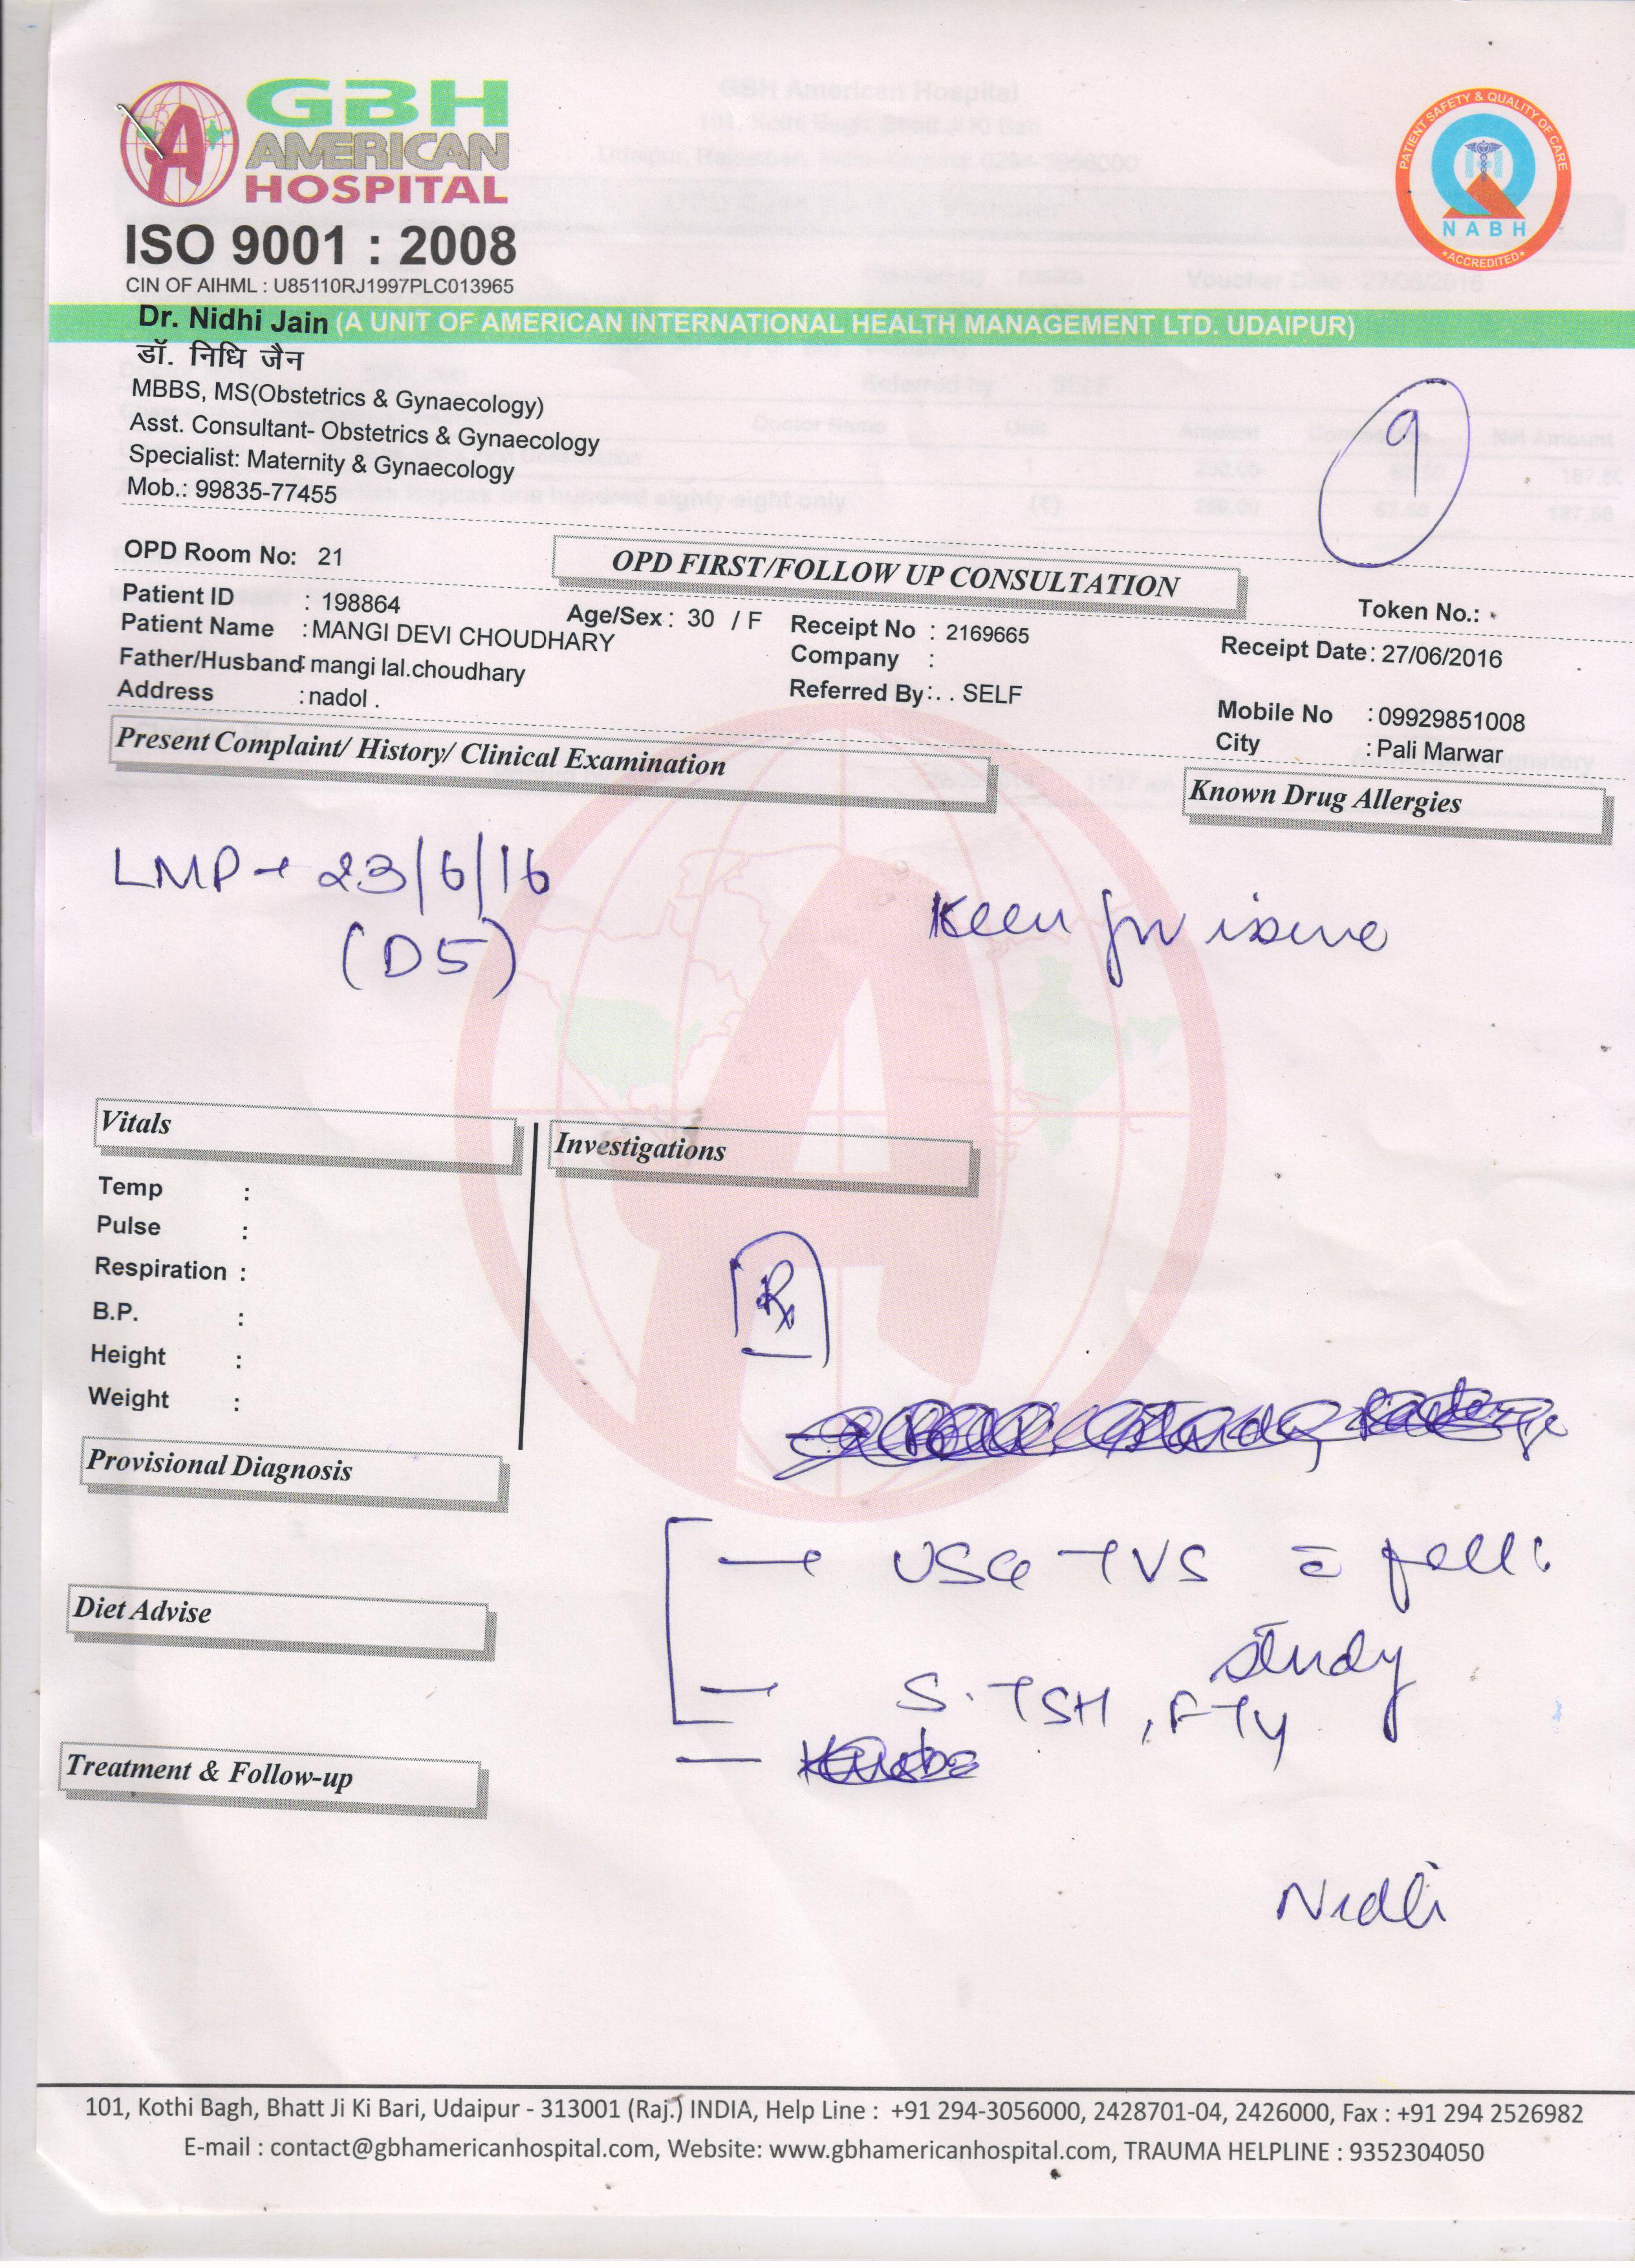 GBH
AMERICAN
HOSPITAL
ISO 9001 : 2008
CIN OF AIHML : U85110RJ1997PLC013965
PATIENT SAFETY & QUALITY OF CARE
NABH
ACCREDITED
Dr. Nidhi Jain (A UNIT OF AMERICAN INTERNATIONAL HEALTH MANAGEMENT LTD. UDAIPUR)
डॉ. निधि जैन
MBBS, MS(Obstetrics & Gynaecology)
Asst. Consultant- Obstetrics & Gynaecology
Specialist: Maternity & Gynaecology
Mob.: 99835-77455
9
OPD Room No: 21
OPD FIRST/FOLLOW UP CONSULTATION
Token No.:
Patient ID : 198864
Age/Sex : 30 / F
Receipt No : 2169665
Receipt Date: 27/06/2016
Patient Name : MANGI DEVI CHOUDHARY
Company :
Father/Husband: mangi lal.choudhary
Referred By: . . SELF
Mobile No : 09929851008
Address : nadol .
City : Pali Marwar
Present Complaint/ History/ Clinical Examination
Known Drug Allergies
LMP → 23/6/16
(D5)
Keen for issue
Vitals
Investigations
Temp :
Pulse :
Respiration :
B.P. :
Height :
Weight :
Rx
Provisional Diagnosis
→ USG TVS c̄ folli.
study
Diet Advise
— S. TSH, FT4
Treatment & Follow-up
Nidhi
101, Kothi Bagh, Bhatt Ji Ki Bari, Udaipur - 313001 (Raj.) INDIA, Help Line : +91 294-3056000, 2428701-04, 2426000, Fax : +91 294 2526982
E-mail : contact@gbhamericanhospital.com, Website: www.gbhamericanhospital.com, TRAUMA HELPLINE : 9352304050